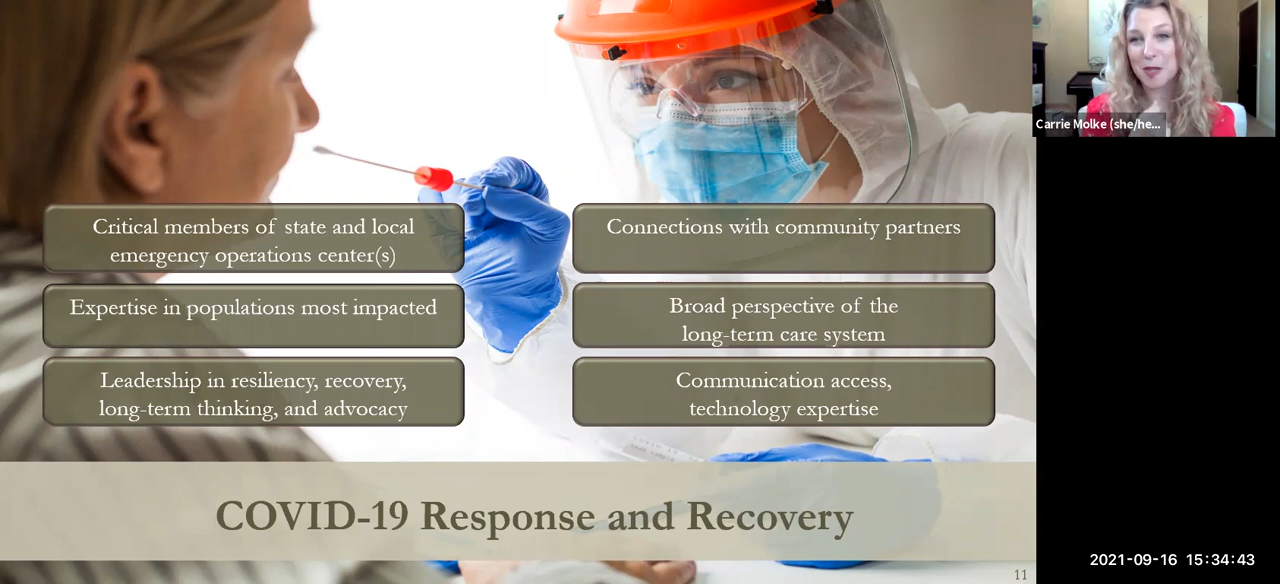 Carrie Molke (she/he...
Critical members of state and local
emergency operations center(s)
Connections with community partners
Expertise in populations most impacted
Broad perspective of the
long-term care system
Leadership in resiliency, recovery,
long-term thinking, and advocacy
Communication access,
technology expertise
COVID-19 Response and Recovery
11
2021-09-16 15:34:43